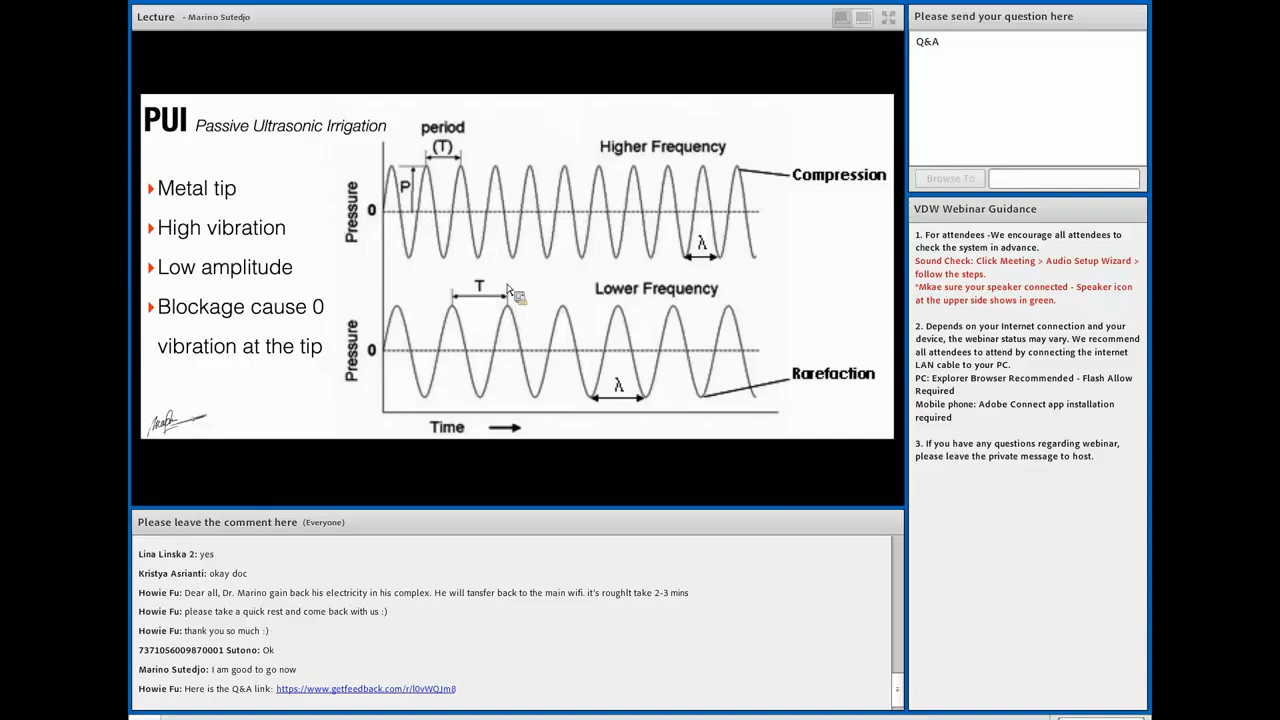 Lecture - Marino Sutedjo
PUI Passive Ultrasonic Irrigation
Metal tip
High vibration
Low amplitude
Blockage cause 0
vibration at the tip
period
(T)
Higher Frequency
Compression
P
Pressure
0
λ
T
Lower Frequency
Pressure
0
λ
Rarefaction
Time
Please leave the comment here (Everyone)
Lina Linska 2: yes
Kristya Asrianti: okay doc
Howie Fu: Dear all, Dr. Marino gain back his electricity in his complex. He will tansfer back to the main wifi. it's roughlt take 2-3 mins
Howie Fu: please take a quick rest and come back with us :)
Howie Fu: thank you so much :)
7371056009870001 Sutono: Ok
Marino Sutedjo: I am good to go now
Howie Fu: Here is the Q&A link: https://www.getfeedback.com/r/l0vWQJm8
Please send your question here
Q&A
Browse To
VDW Webinar Guidance
1. For attendees -We encourage all attendees to
check the system in advance.
Sound Check: Click Meeting > Audio Setup Wizard >
follow the steps.
*Mkae sure your speaker connected - Speaker icon
at the upper side shows in green.
2. Depends on your Internet connection and your
device, the webinar status may vary. We recommend
all attendees to attend by connecting the internet
LAN cable to your PC.
PC: Explorer Browser Recommended - Flash Allow
Required
Mobile phone: Adobe Connect app installation
required
3. If you have any questions regarding webinar,
please leave the private message to host.